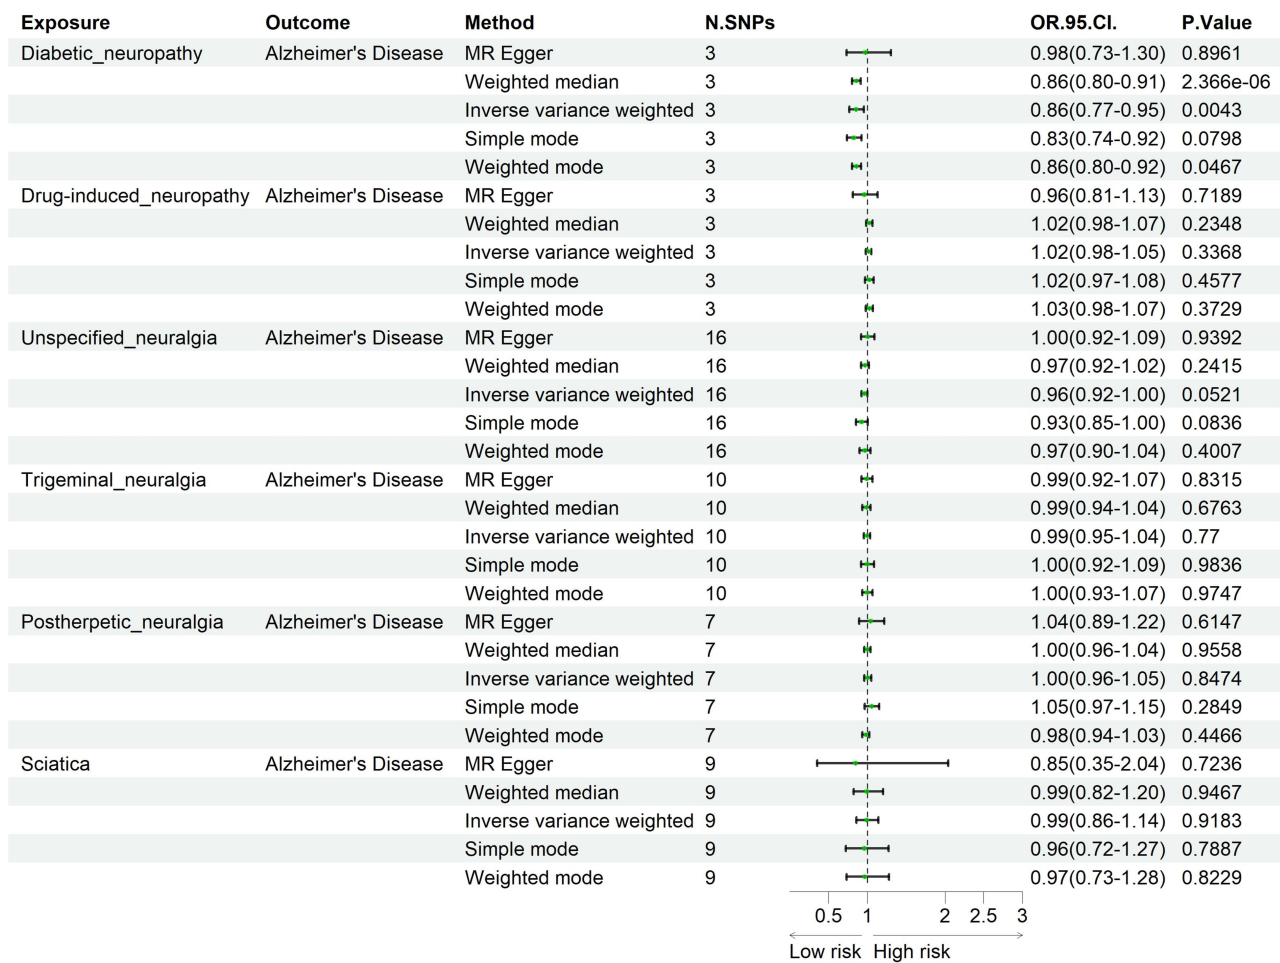 Exposure Outcome Method N.SNPs OR.95.CI. P.Value
Diabetic_neuropathy Alzheimer's Disease MR Egger 3 0.98(0.73-1.30) 0.8961
Weighted median 3 0.86(0.80-0.91) 2.366e-06
Inverse variance weighted 3 0.86(0.77-0.95) 0.0043
Simple mode 3 0.83(0.74-0.92) 0.0798
Weighted mode 3 0.86(0.80-0.92) 0.0467
Drug-induced_neuropathy Alzheimer's Disease MR Egger 3 0.96(0.81-1.13) 0.7189
Weighted median 3 1.02(0.98-1.07) 0.2348
Inverse variance weighted 3 1.02(0.98-1.05) 0.3368
Simple mode 3 1.02(0.97-1.08) 0.4577
Weighted mode 3 1.03(0.98-1.07) 0.3729
Unspecified_neuralgia Alzheimer's Disease MR Egger 16 1.00(0.92-1.09) 0.9392
Weighted median 16 0.97(0.92-1.02) 0.2415
Inverse variance weighted 16 0.96(0.92-1.00) 0.0521
Simple mode 16 0.93(0.85-1.00) 0.0836
Weighted mode 16 0.97(0.90-1.04) 0.4007
Trigeminal_neuralgia Alzheimer's Disease MR Egger 10 0.99(0.92-1.07) 0.8315
Weighted median 10 0.99(0.94-1.04) 0.6763
Inverse variance weighted 10 0.99(0.95-1.04) 0.77
Simple mode 10 1.00(0.92-1.09) 0.9836
Weighted mode 10 1.00(0.93-1.07) 0.9747
Postherpetic_neuralgia Alzheimer's Disease MR Egger 7 1.04(0.89-1.22) 0.6147
Weighted median 7 1.00(0.96-1.04) 0.9558
Inverse variance weighted 7 1.00(0.96-1.05) 0.8474
Simple mode 7 1.05(0.97-1.15) 0.2849
Weighted mode 7 0.98(0.94-1.03) 0.4466
Sciatica Alzheimer's Disease MR Egger 9 0.85(0.35-2.04) 0.7236
Weighted median 9 0.99(0.82-1.20) 0.9467
Inverse variance weighted 9 0.99(0.86-1.14) 0.9183
Simple mode 9 0.96(0.72-1.27) 0.7887
Weighted mode 9 0.97(0.73-1.28) 0.8229
0.5 1 2 2.5 3
Low risk High risk